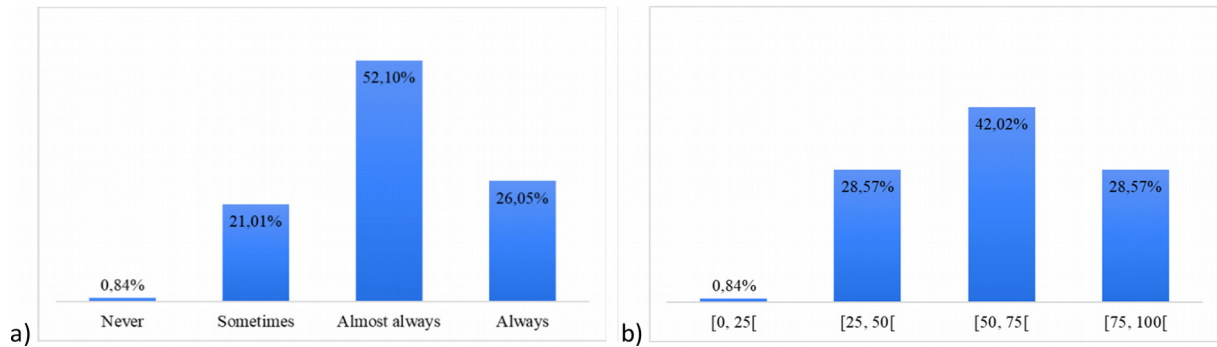 52,10%
26,05%
21,01%
0,84%
Never Sometimes Almost always Always
a)
42,02%
28,57% 28,57%
0,84%
[0, 25[ [25, 50[ [50, 75[ [75, 100[
b)